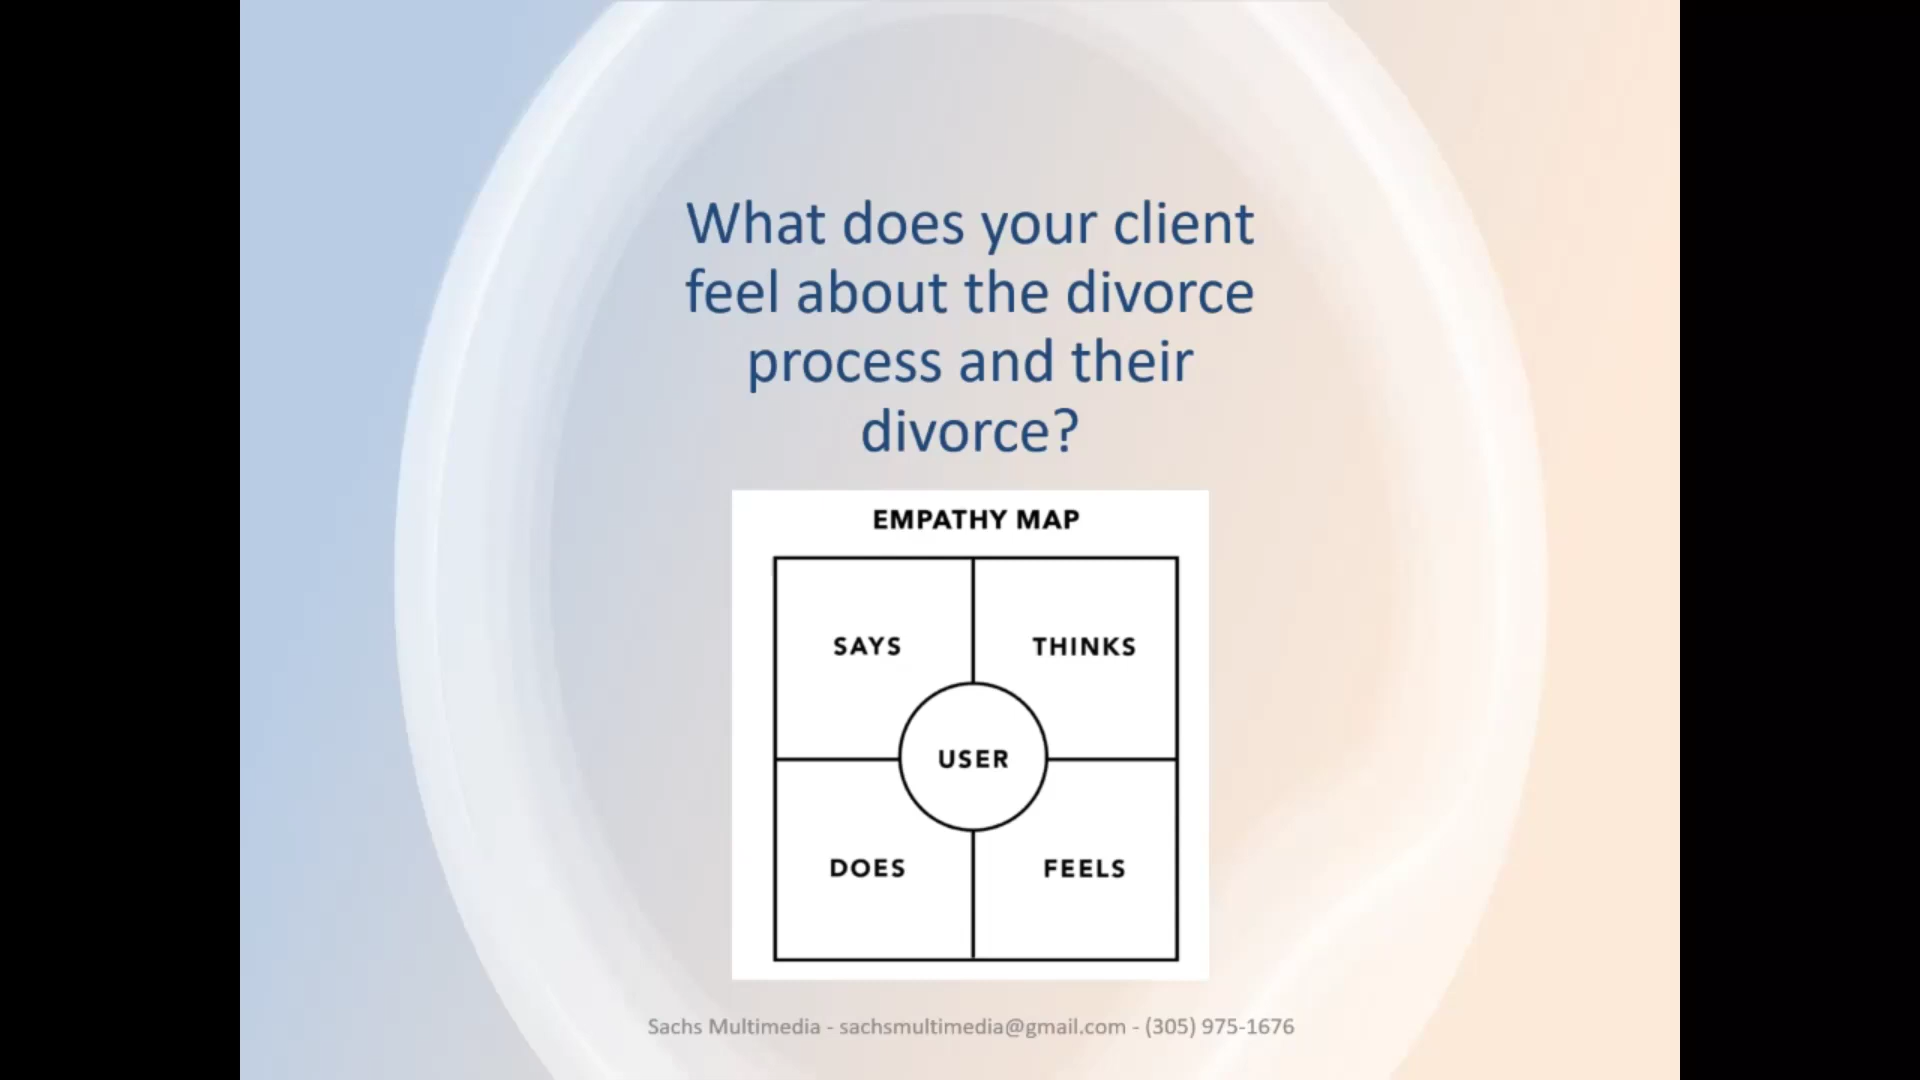 What does your client
feel about the divorce
process and their
divorce?
EMPATHY MAP
SAYS
THINKS
USER
DOES
FEELS
Sachs Multimedia - sachsmultimedia@gmail.com - (305) 975-1676